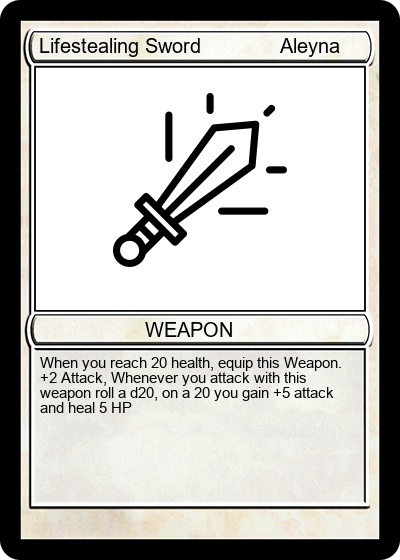 Lifestealing Sword Aleyna
WEAPON
When you reach 20 health, equip this Weapon.
+2 Attack, Whenever you attack with this
weapon roll a d20, on a 20 you gain +5 attack
and heal 5 HP